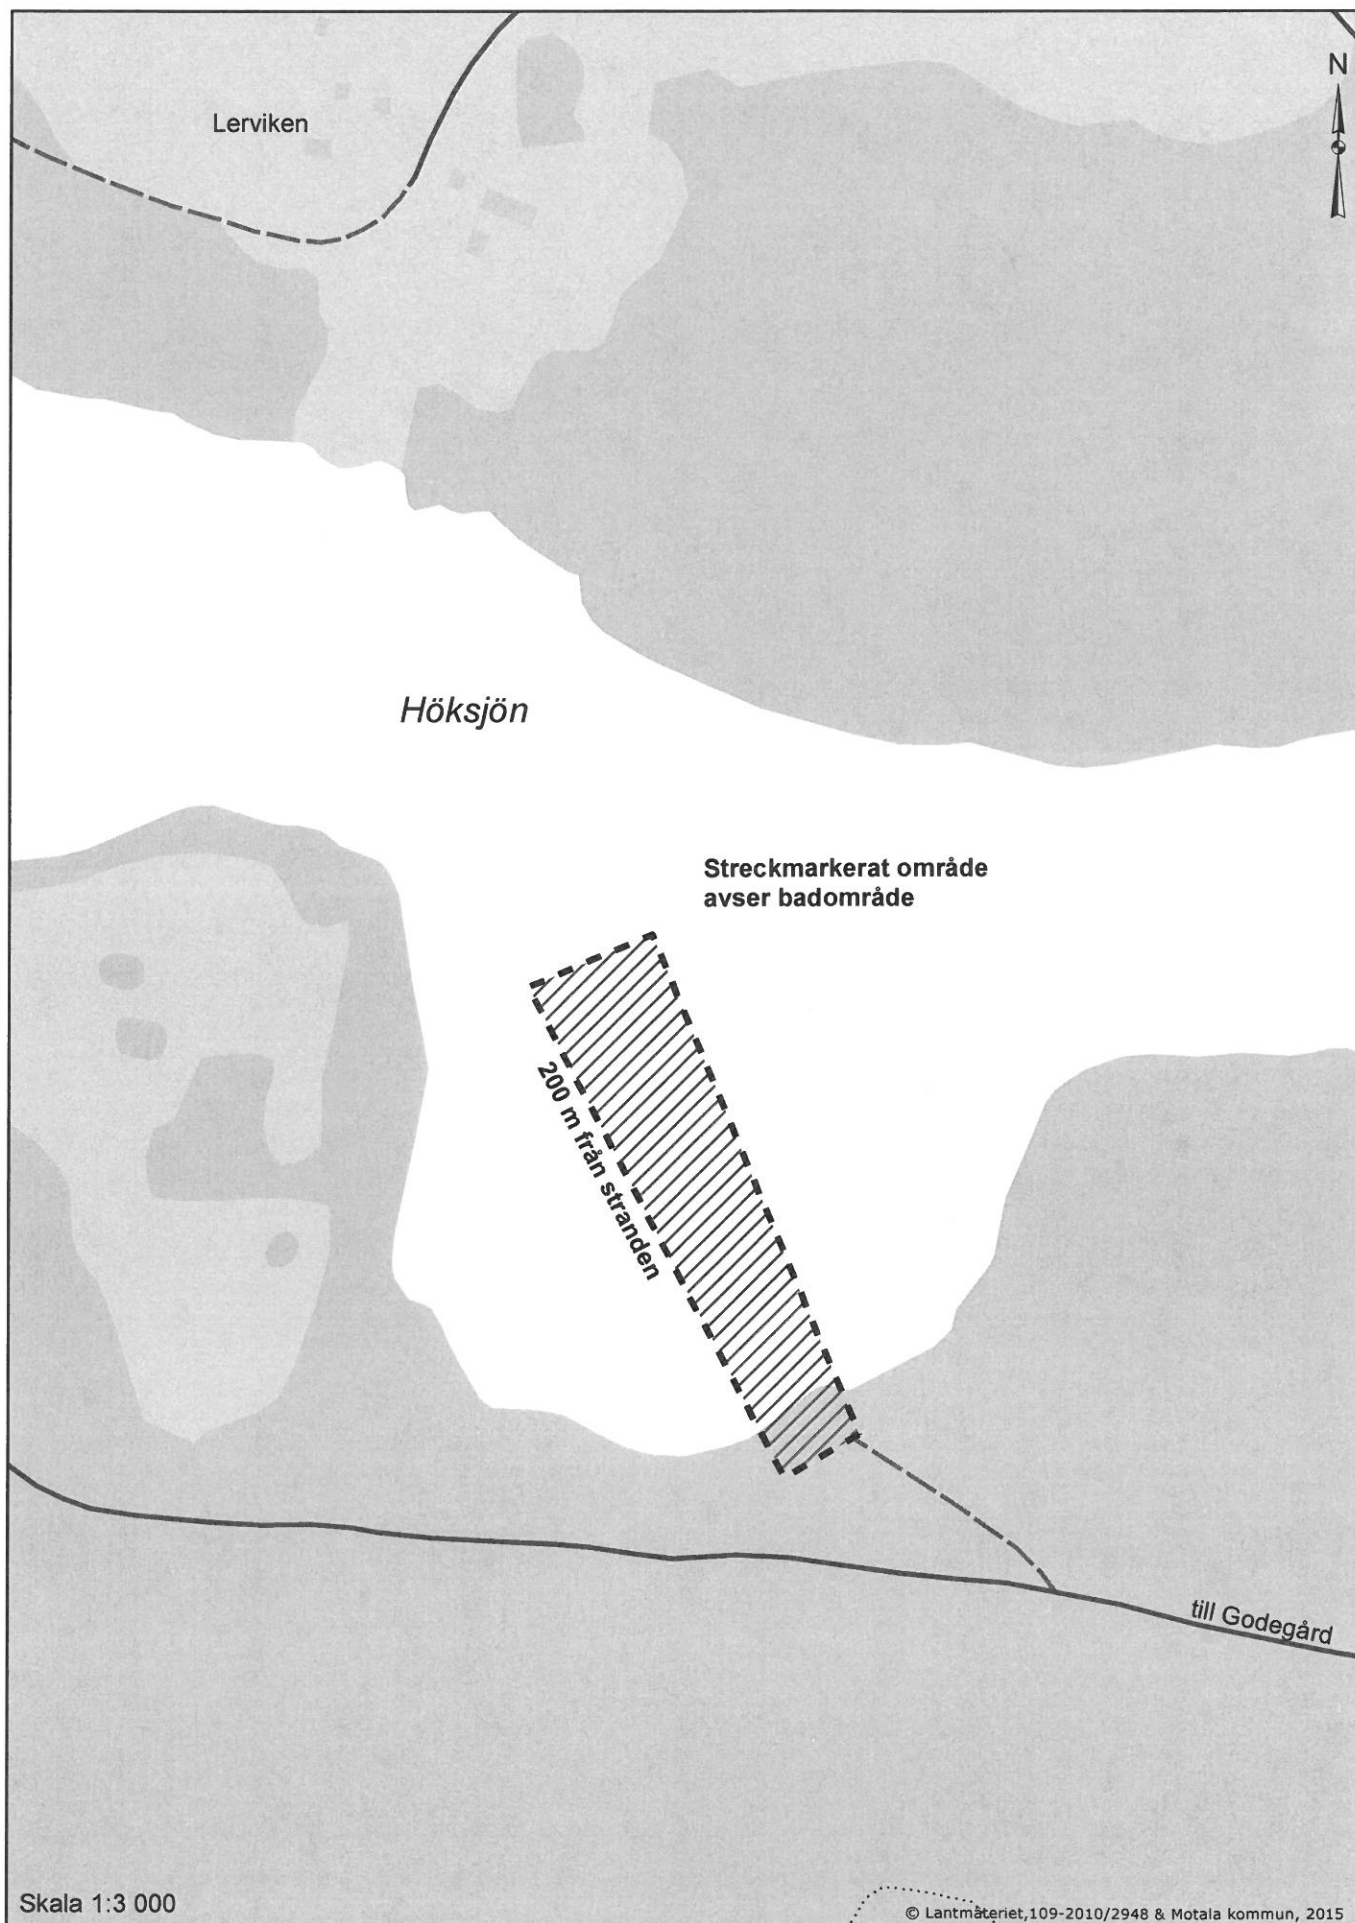 N
Lerviken
Höksjön
Streckmarkerat område
avser badområde
200 m från stranden
till Godegård
Skala 1:3 000
© Lantmäteriet,109-2010/2948 & Motala kommun, 2015